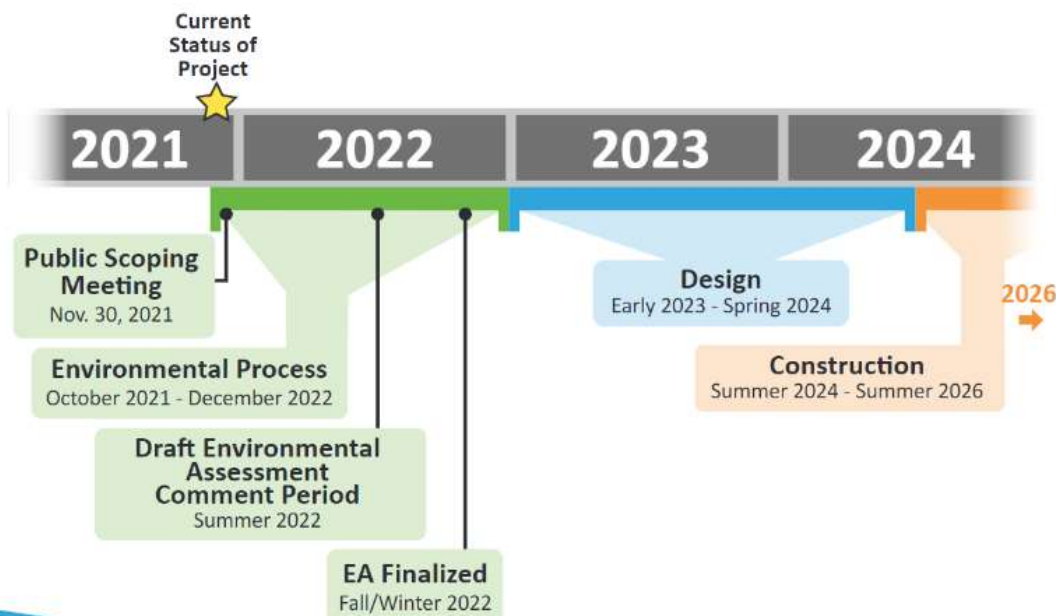 Current
Status of
Project
2021
2022
2023
2024
Public Scoping
Meeting
Nov. 30, 2021
Environmental Process
October 2021 - December 2022
Draft Environmental
Assessment
Comment Period
Summer 2022
EA Finalized
Fall/Winter 2022
Design
Early 2023 - Spring 2024
Construction
Summer 2024 - Summer 2026
2026